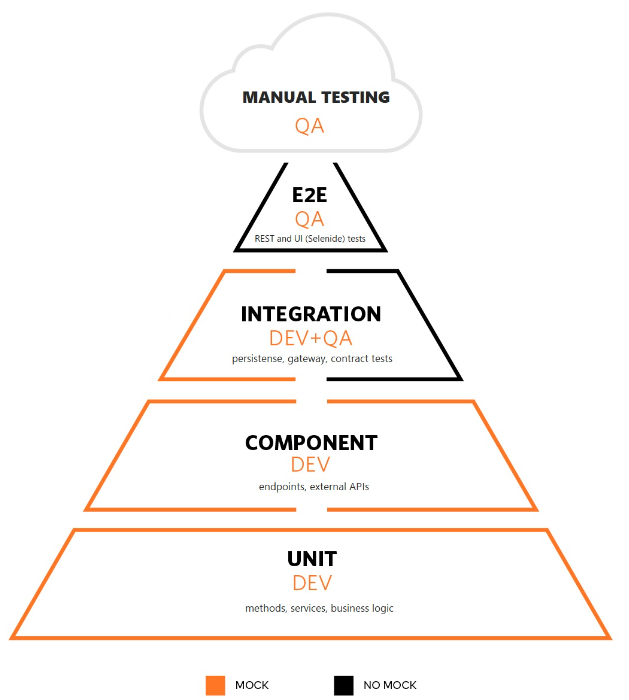 MANUAL TESTING
QA
E2E
QA
REST and UI (Selenide) tests
INTEGRATION
DEV+QA
persistense, gateway, contract tests
COMPONENT
DEV
endpoints, external APIs
UNIT
DEV
methods, services, business logic
MOCK
NO MOCK